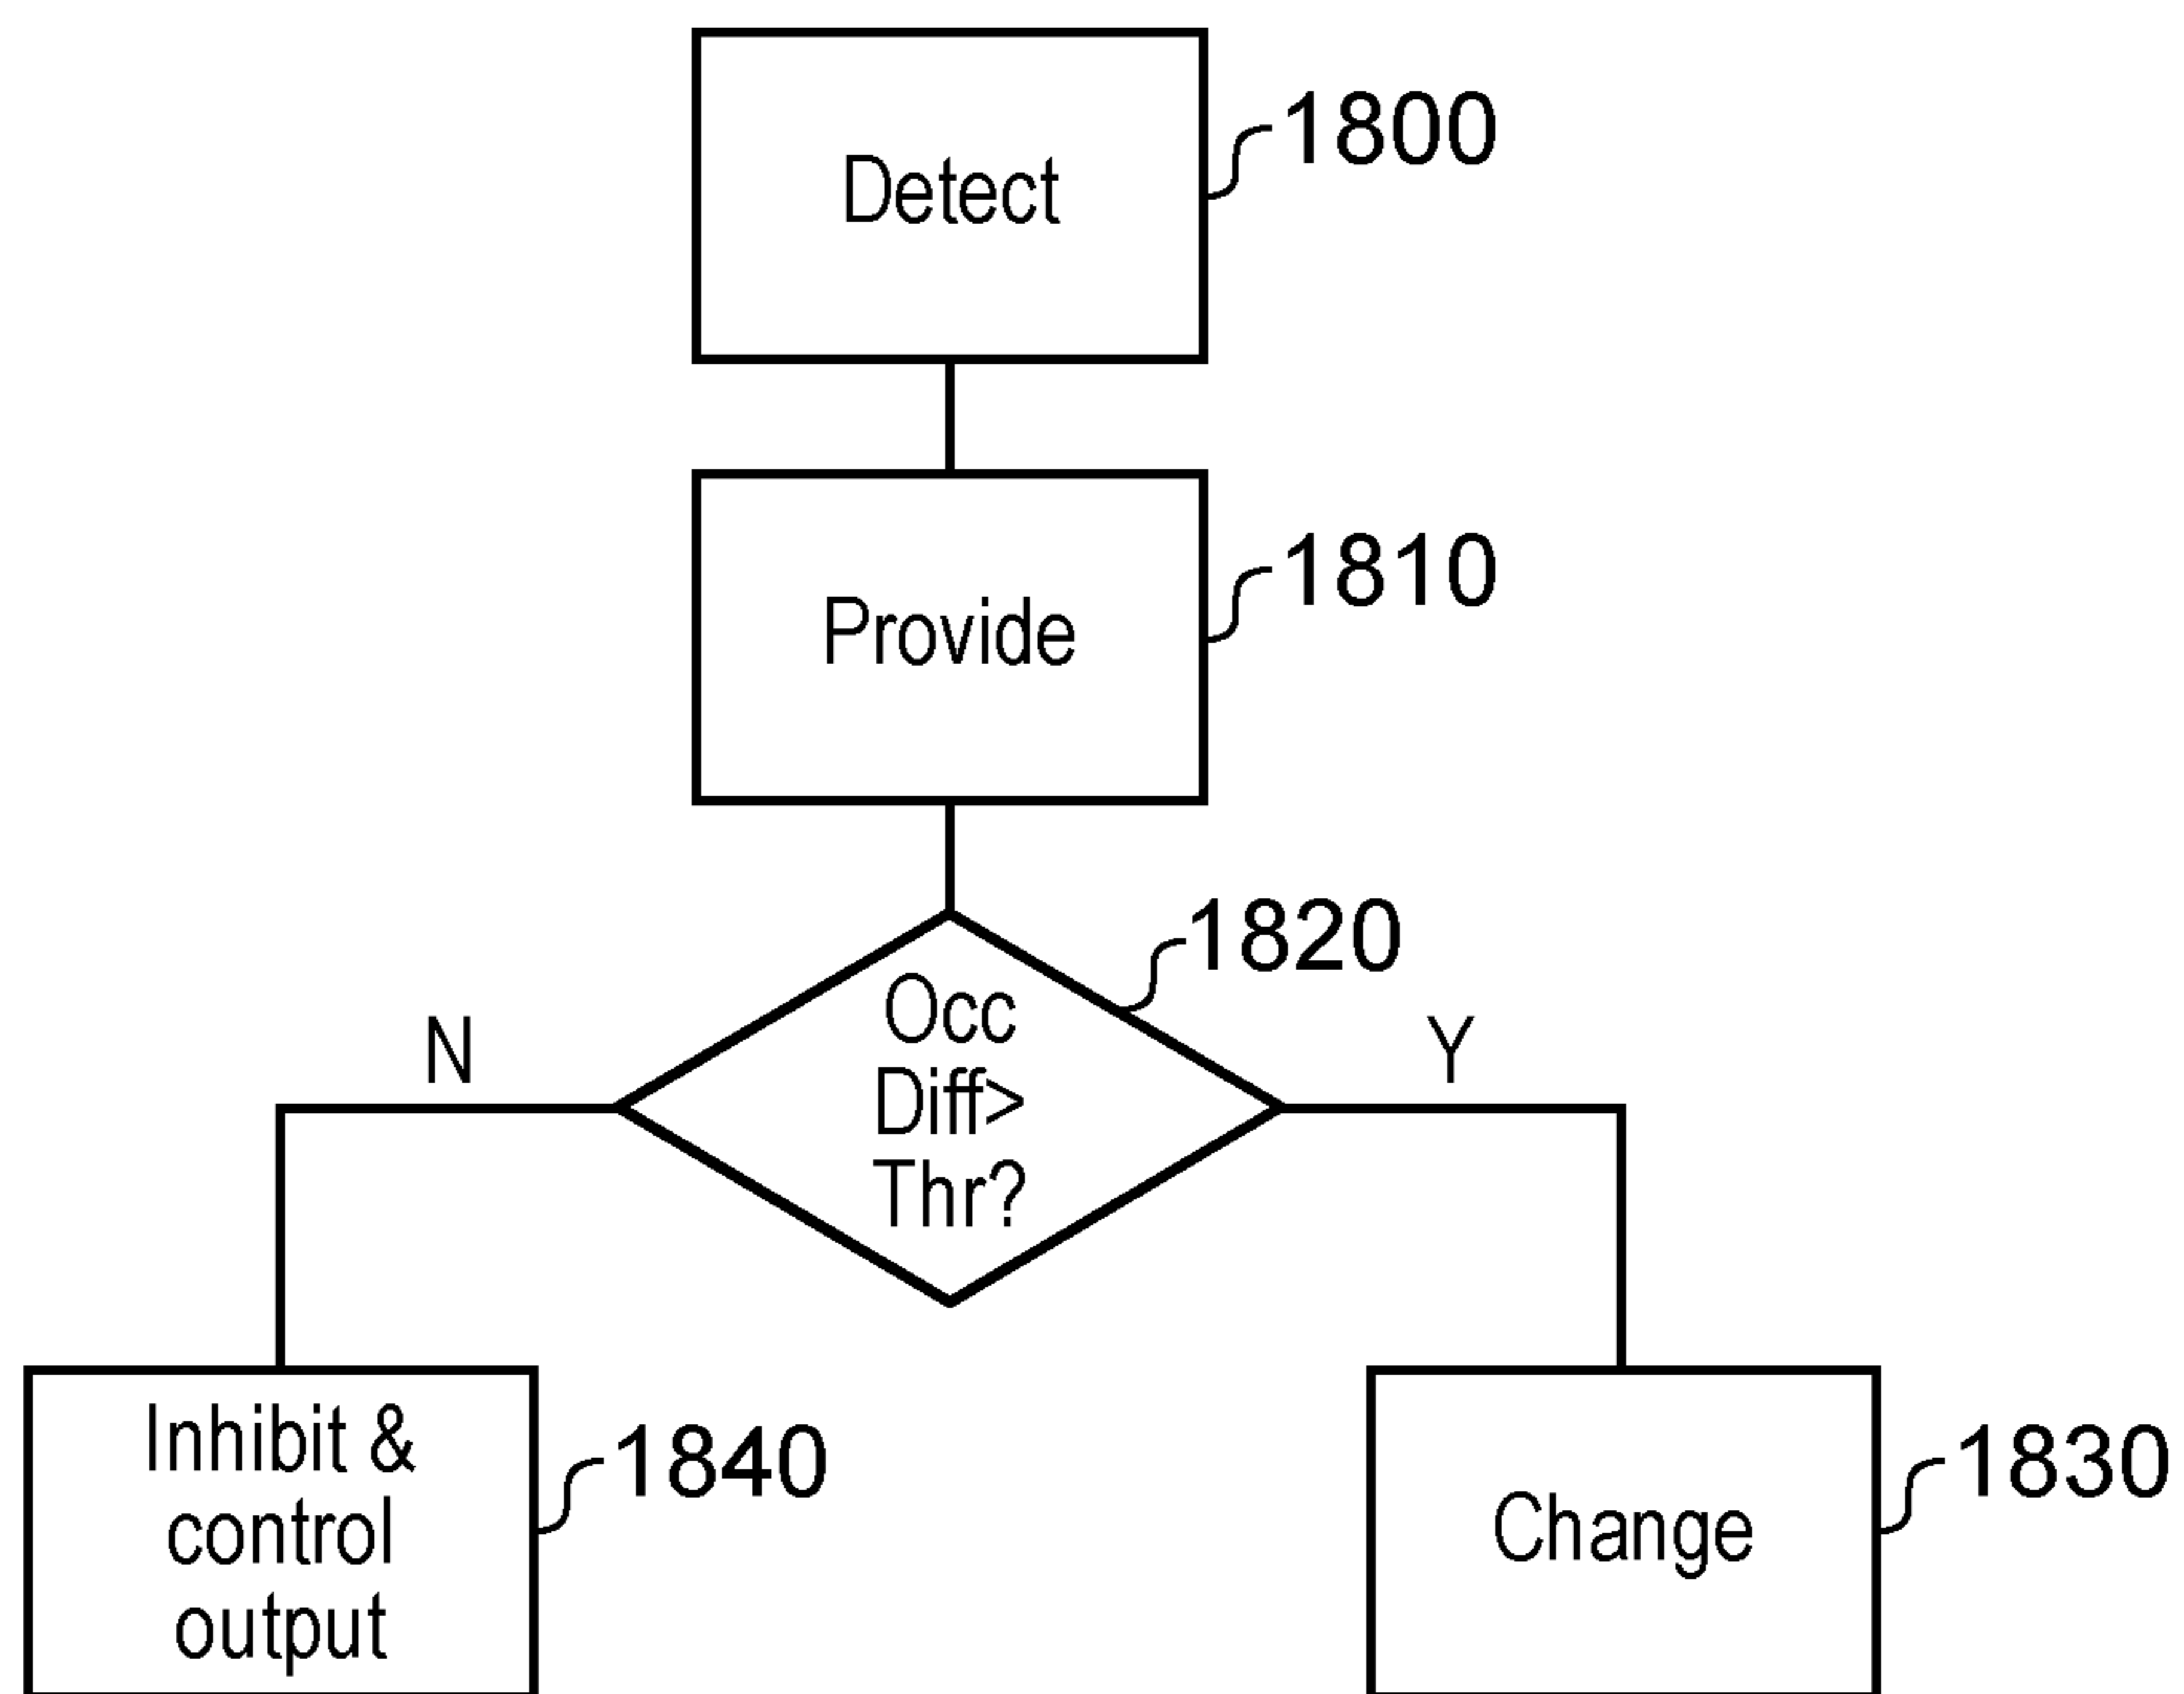 Detect
1800
Provide
1810
Occ
Diff>
Thr?
1820
N
Y
Inhibit &
control
output
1840
Change
1830